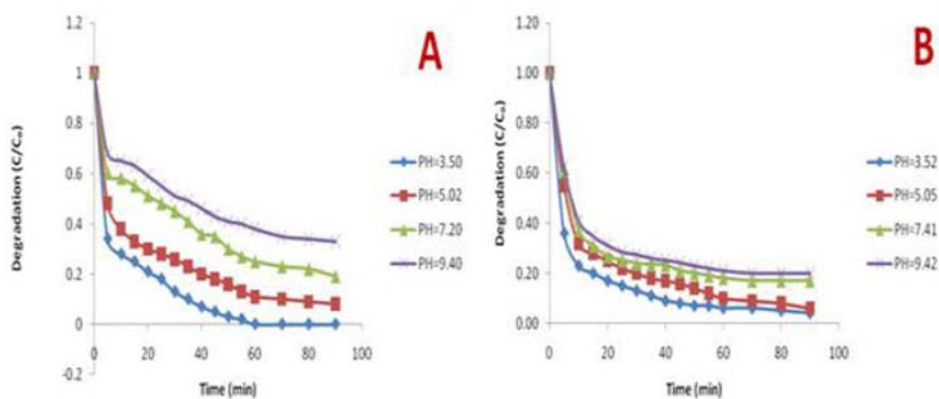 A
1.2
1
0.8
0.6
0.4
0.2
0
-0.2
0
20
40
60
80
100
Degradation (C/C₀)
Time (min)
PH=3.50
PH=5.02
PH=7.20
PH=9.40
B
1.20
1.00
0.80
0.60
0.40
0.20
0.00
0
20
40
60
80
100
Degradation (C/C₀)
Time (min)
PH=3.52
PH=5.05
PH=7.41
PH=9.42